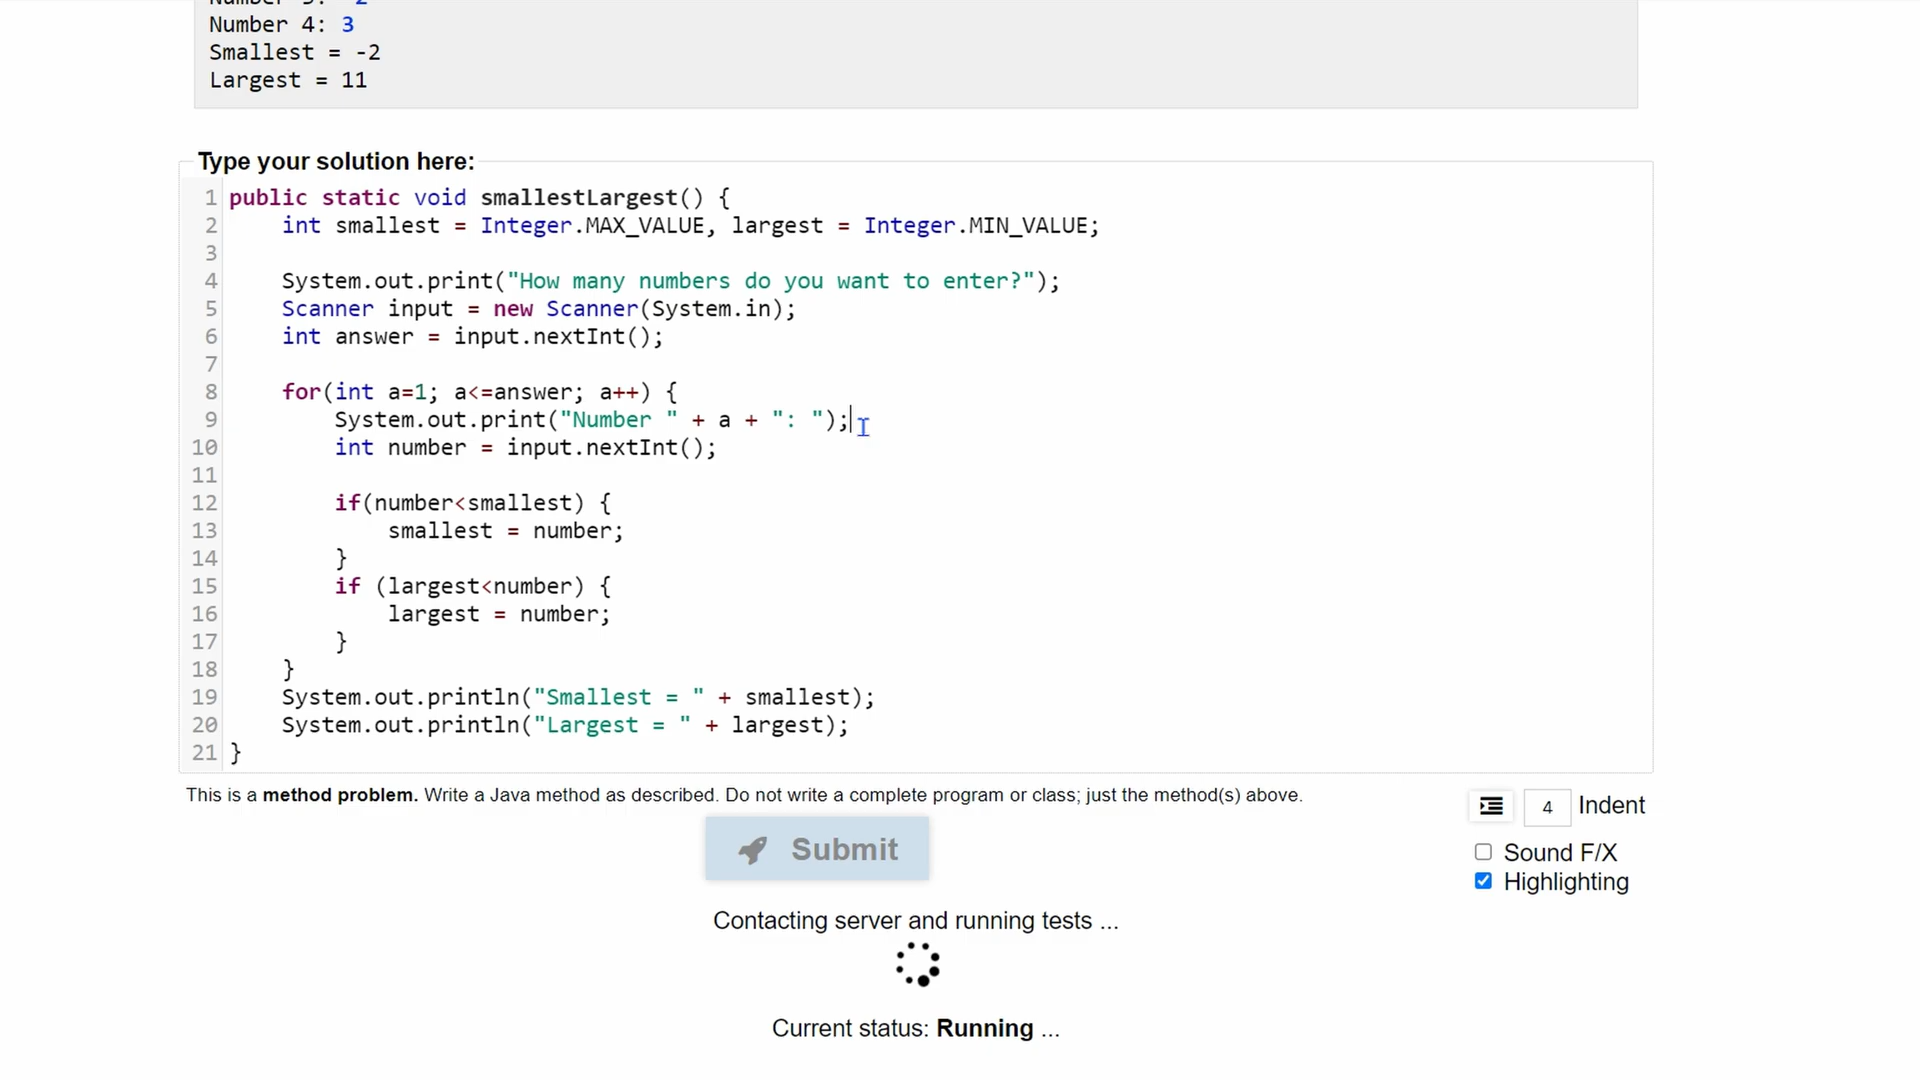 Number 3: -2
Number 4: 3
Smallest = -2
Largest = 11
Type your solution here:
1 public static void smallestLargest() {
2     int smallest = Integer.MAX_VALUE, largest = Integer.MIN_VALUE;
3
4     System.out.print("How many numbers do you want to enter?");
5     Scanner input = new Scanner(System.in);
6     int answer = input.nextInt();
7
8     for(int a=1; a<=answer; a++) {
9         System.out.print("Number " + a + ": ");
10         int number = input.nextInt();
11
12         if(number<smallest) {
13             smallest = number;
14         }
15         if (largest<number) {
16             largest = number;
17         }
18     }
19     System.out.println("Smallest = " + smallest);
20     System.out.println("Largest = " + largest);
21 }
This is a method problem. Write a Java method as described. Do not write a complete program or class; just the method(s) above.
4 Indent
Submit
Sound F/X
Highlighting
Contacting server and running tests ...
Current status: Running ...